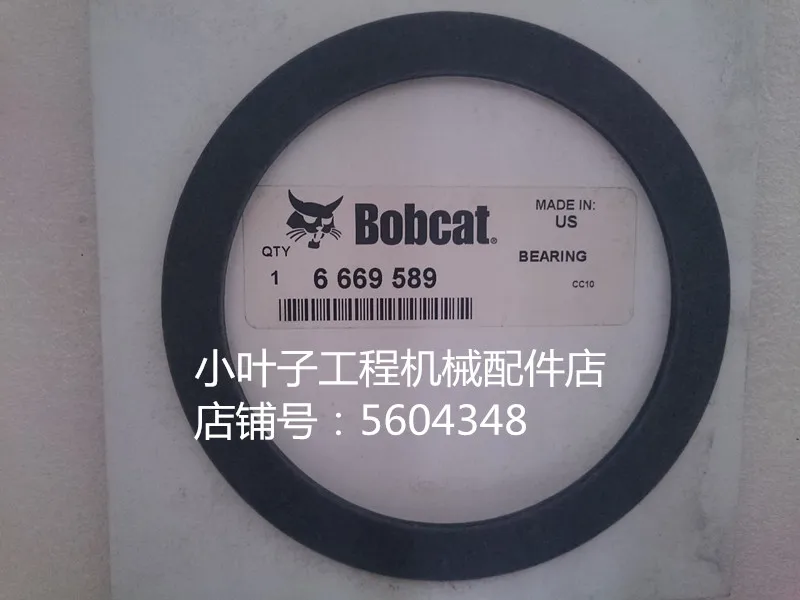 Bobcat®
MADE IN:
US
QTY
1 6 669 589
BEARING
CC10
小叶子工程机械配件店
店铺号：5604348